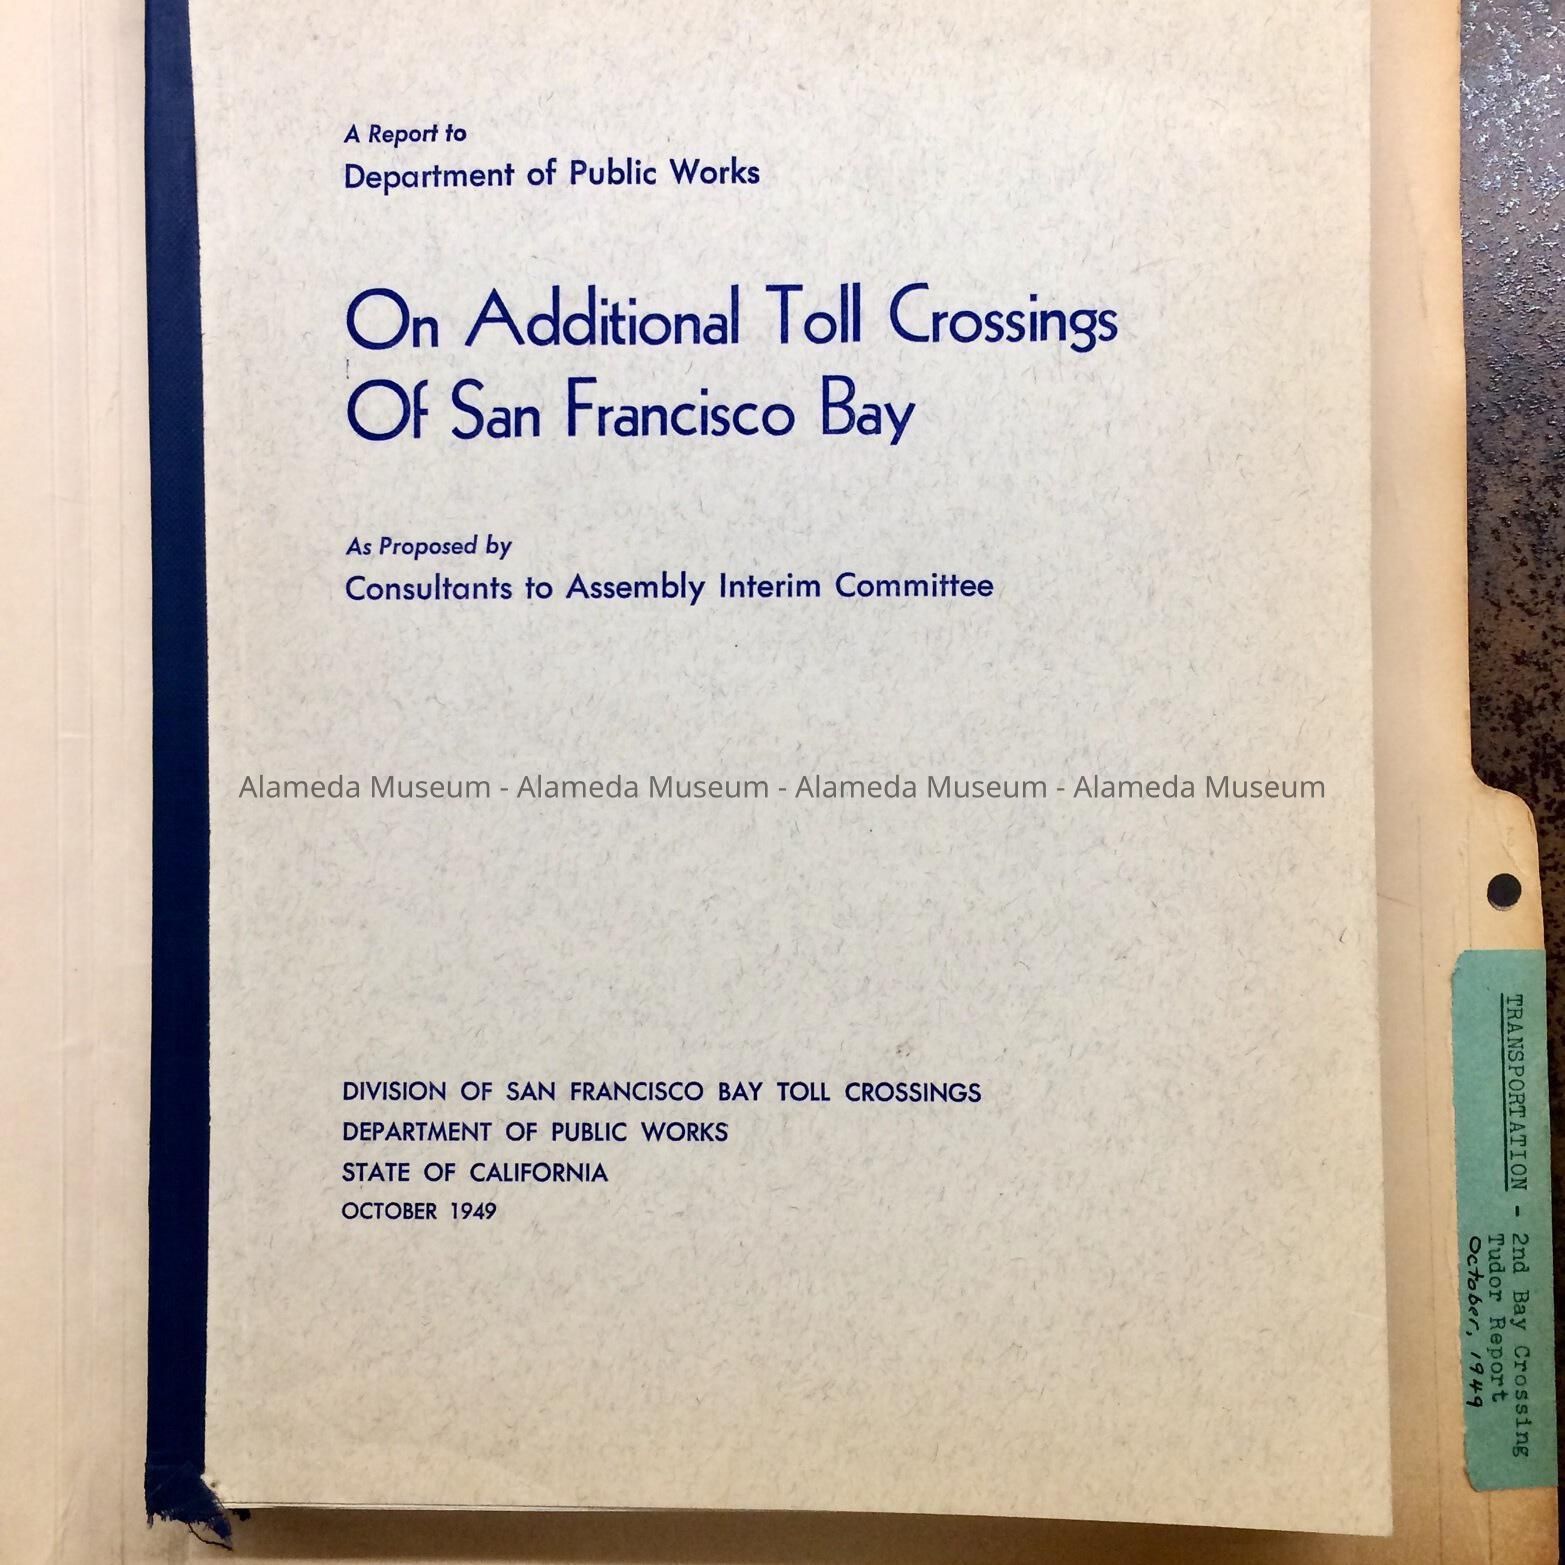 A Report to
Department of Public Works
On Additional Toll Crossings
Of San Francisco Bay
As Proposed by
Consultants to Assembly Interim Committee
Alameda Museum - Alameda Museum - Alameda Museum - Alameda Museum
DIVISION OF SAN FRANCISCO BAY TOLL CROSSINGS
DEPARTMENT OF PUBLIC WORKS
STATE OF CALIFORNIA
OCTOBER 1949
TRANSPORTATION - 2nd Bay Crossing
Tudor Report
October, 1949